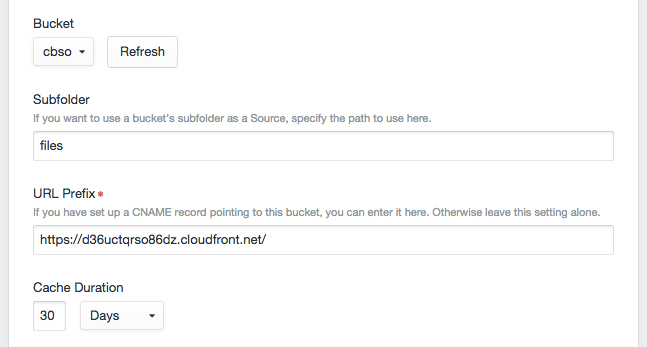 Bucket
cbso Refresh
Subfolder
If you want to use a bucket's subfolder as a Source, specify the path to use here.
files
URL Prefix*
If you have set up a CNAME record pointing to this bucket, you can enter it here. Otherwise leave this setting alone.
https://d36uctqrso86dz.cloudfront.net/
Cache Duration
30 Days